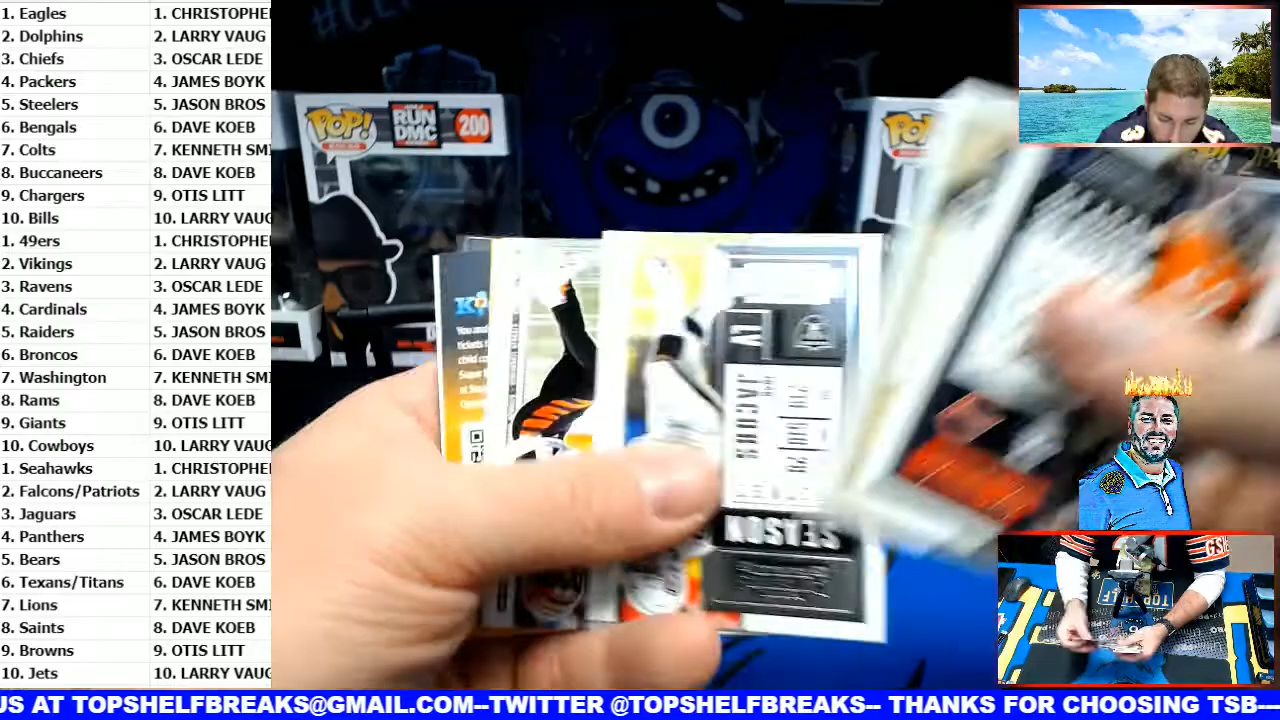 1. Eagles 1. CHRISTOPHE
2. Dolphins 2. LARRY VAUG
3. Chiefs 3. OSCAR LEDE
4. Packers 4. JAMES BOYK
5. Steelers 5. JASON BROS
6. Bengals 6. DAVE KOEB
7. Colts 7. KENNETH SMI
8. Buccaneers 8. DAVE KOEB
9. Chargers 9. OTIS LITT
10. Bills 10. LARRY VAUG
1. 49ers 1. CHRISTOPHE
2. Vikings 2. LARRY VAUG
3. Ravens 3. OSCAR LEDE
4. Cardinals 4. JAMES BOYK
5. Raiders 5. JASON BROS
6. Broncos 6. DAVE KOEB
7. Washington 7. KENNETH SMI
8. Rams 8. DAVE KOEB
9. Giants 9. OTIS LITT
10. Cowboys 10. LARRY VAUG
1. Seahawks 1. CHRISTOPHE
2. Falcons/Patriots 2. LARRY VAUG
3. Jaguars 3. OSCAR LEDE
4. Panthers 4. JAMES BOYK
5. Bears 5. JASON BROS
6. Texans/Titans 6. DAVE KOEB
7. Lions 7. KENNETH SMI
8. Saints 8. DAVE KOEB
9. Browns 9. OTIS LITT
10. Jets 10. LARRY VAUG
POP!
RUN
DMC
200
SEASON
TOP SHELF
US AT TOPSHELFBREAKS@GMAIL.COM--TWITTER @TOPSHELFBREAKS-- THANKS FOR CHOOSING TSB---